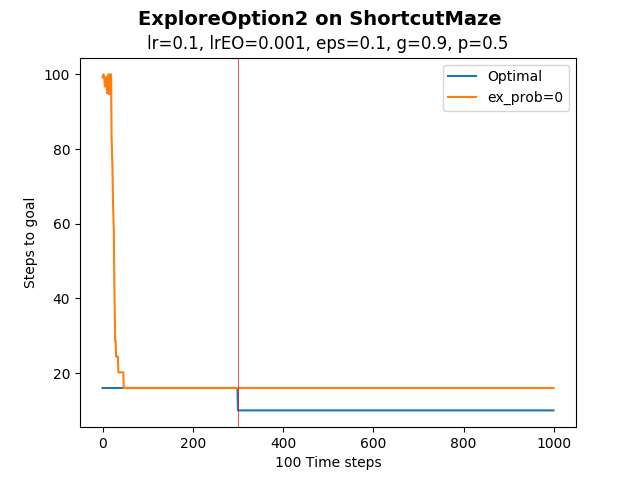 ExploreOption2 on ShortcutMaze
lr=0.1, lrEO=0.001, eps=0.1, g=0.9, p=0.5
Optimal
ex_prob=0
100
80
60
40
20
Steps to goal
0
200
400
600
800
1000
100 Time steps